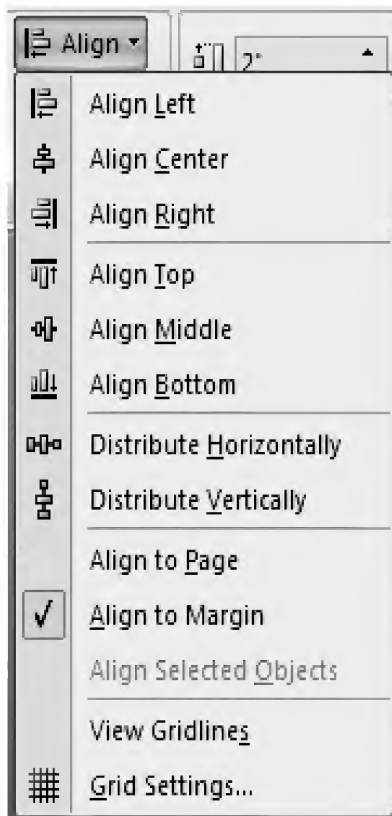 Align
2"
Align Left
Align Center
Align Right
Align Top
Align Middle
Align Bottom
Distribute Horizontally
Distribute Vertically
Align to Page
Align to Margin
Align Selected Objects
View Gridlines
Grid Settings...